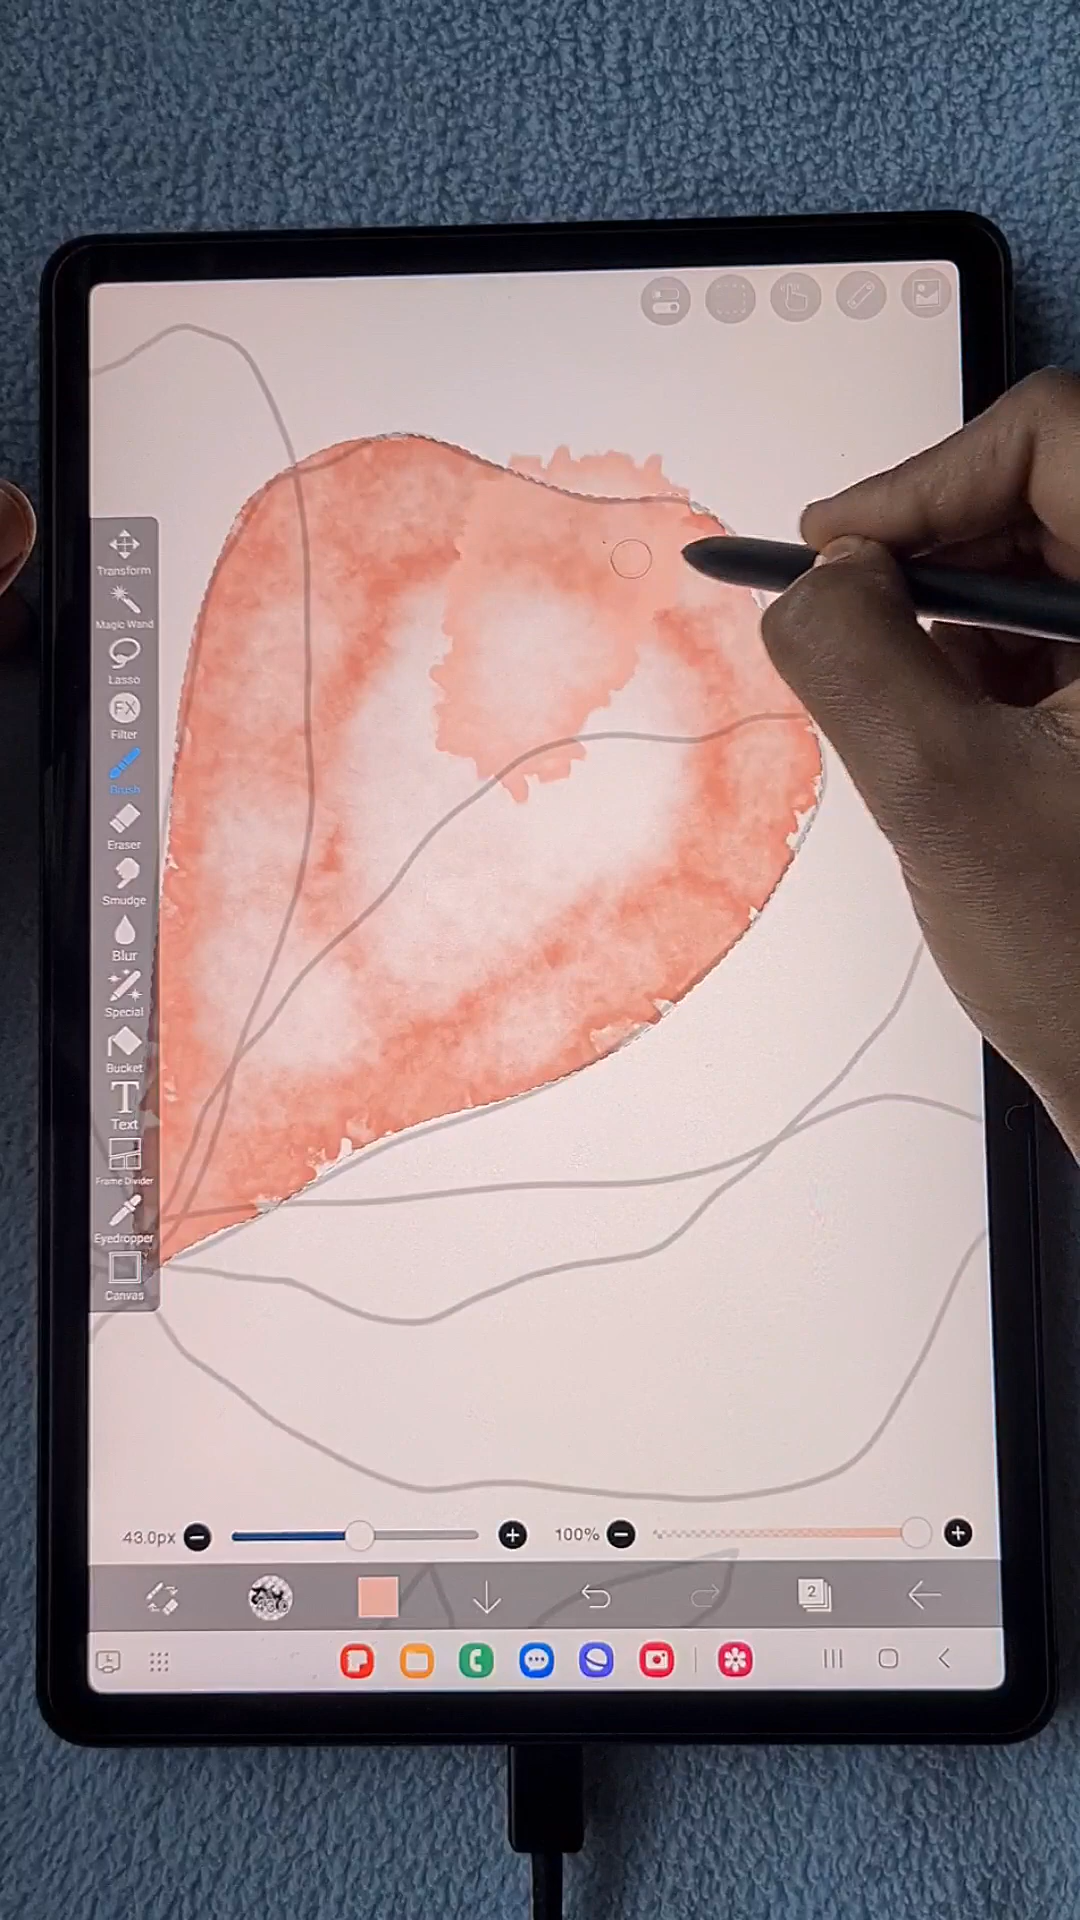 Transform
Magic Wand
Lasso
FX
Filter
Brush
Eraser
Smudge
Blur
Special
Bucket
T
Text
Frame Divider
Eyedropper
Canvas
43.0px
100%
2